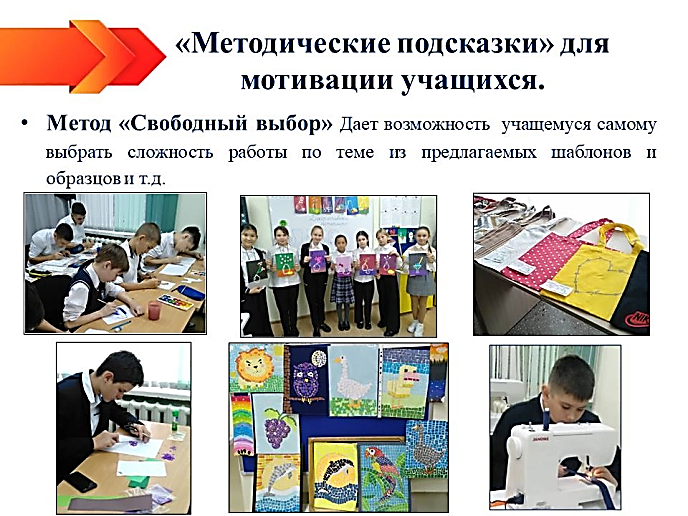 «Методические подсказки» для
мотивации учащихся.
• Метод «Свободный выбор» Дает возможность учащемуся самому
выбрать сложность работы по теме из предлагаемых шаблонов и
образцов и т.д.
JANOME